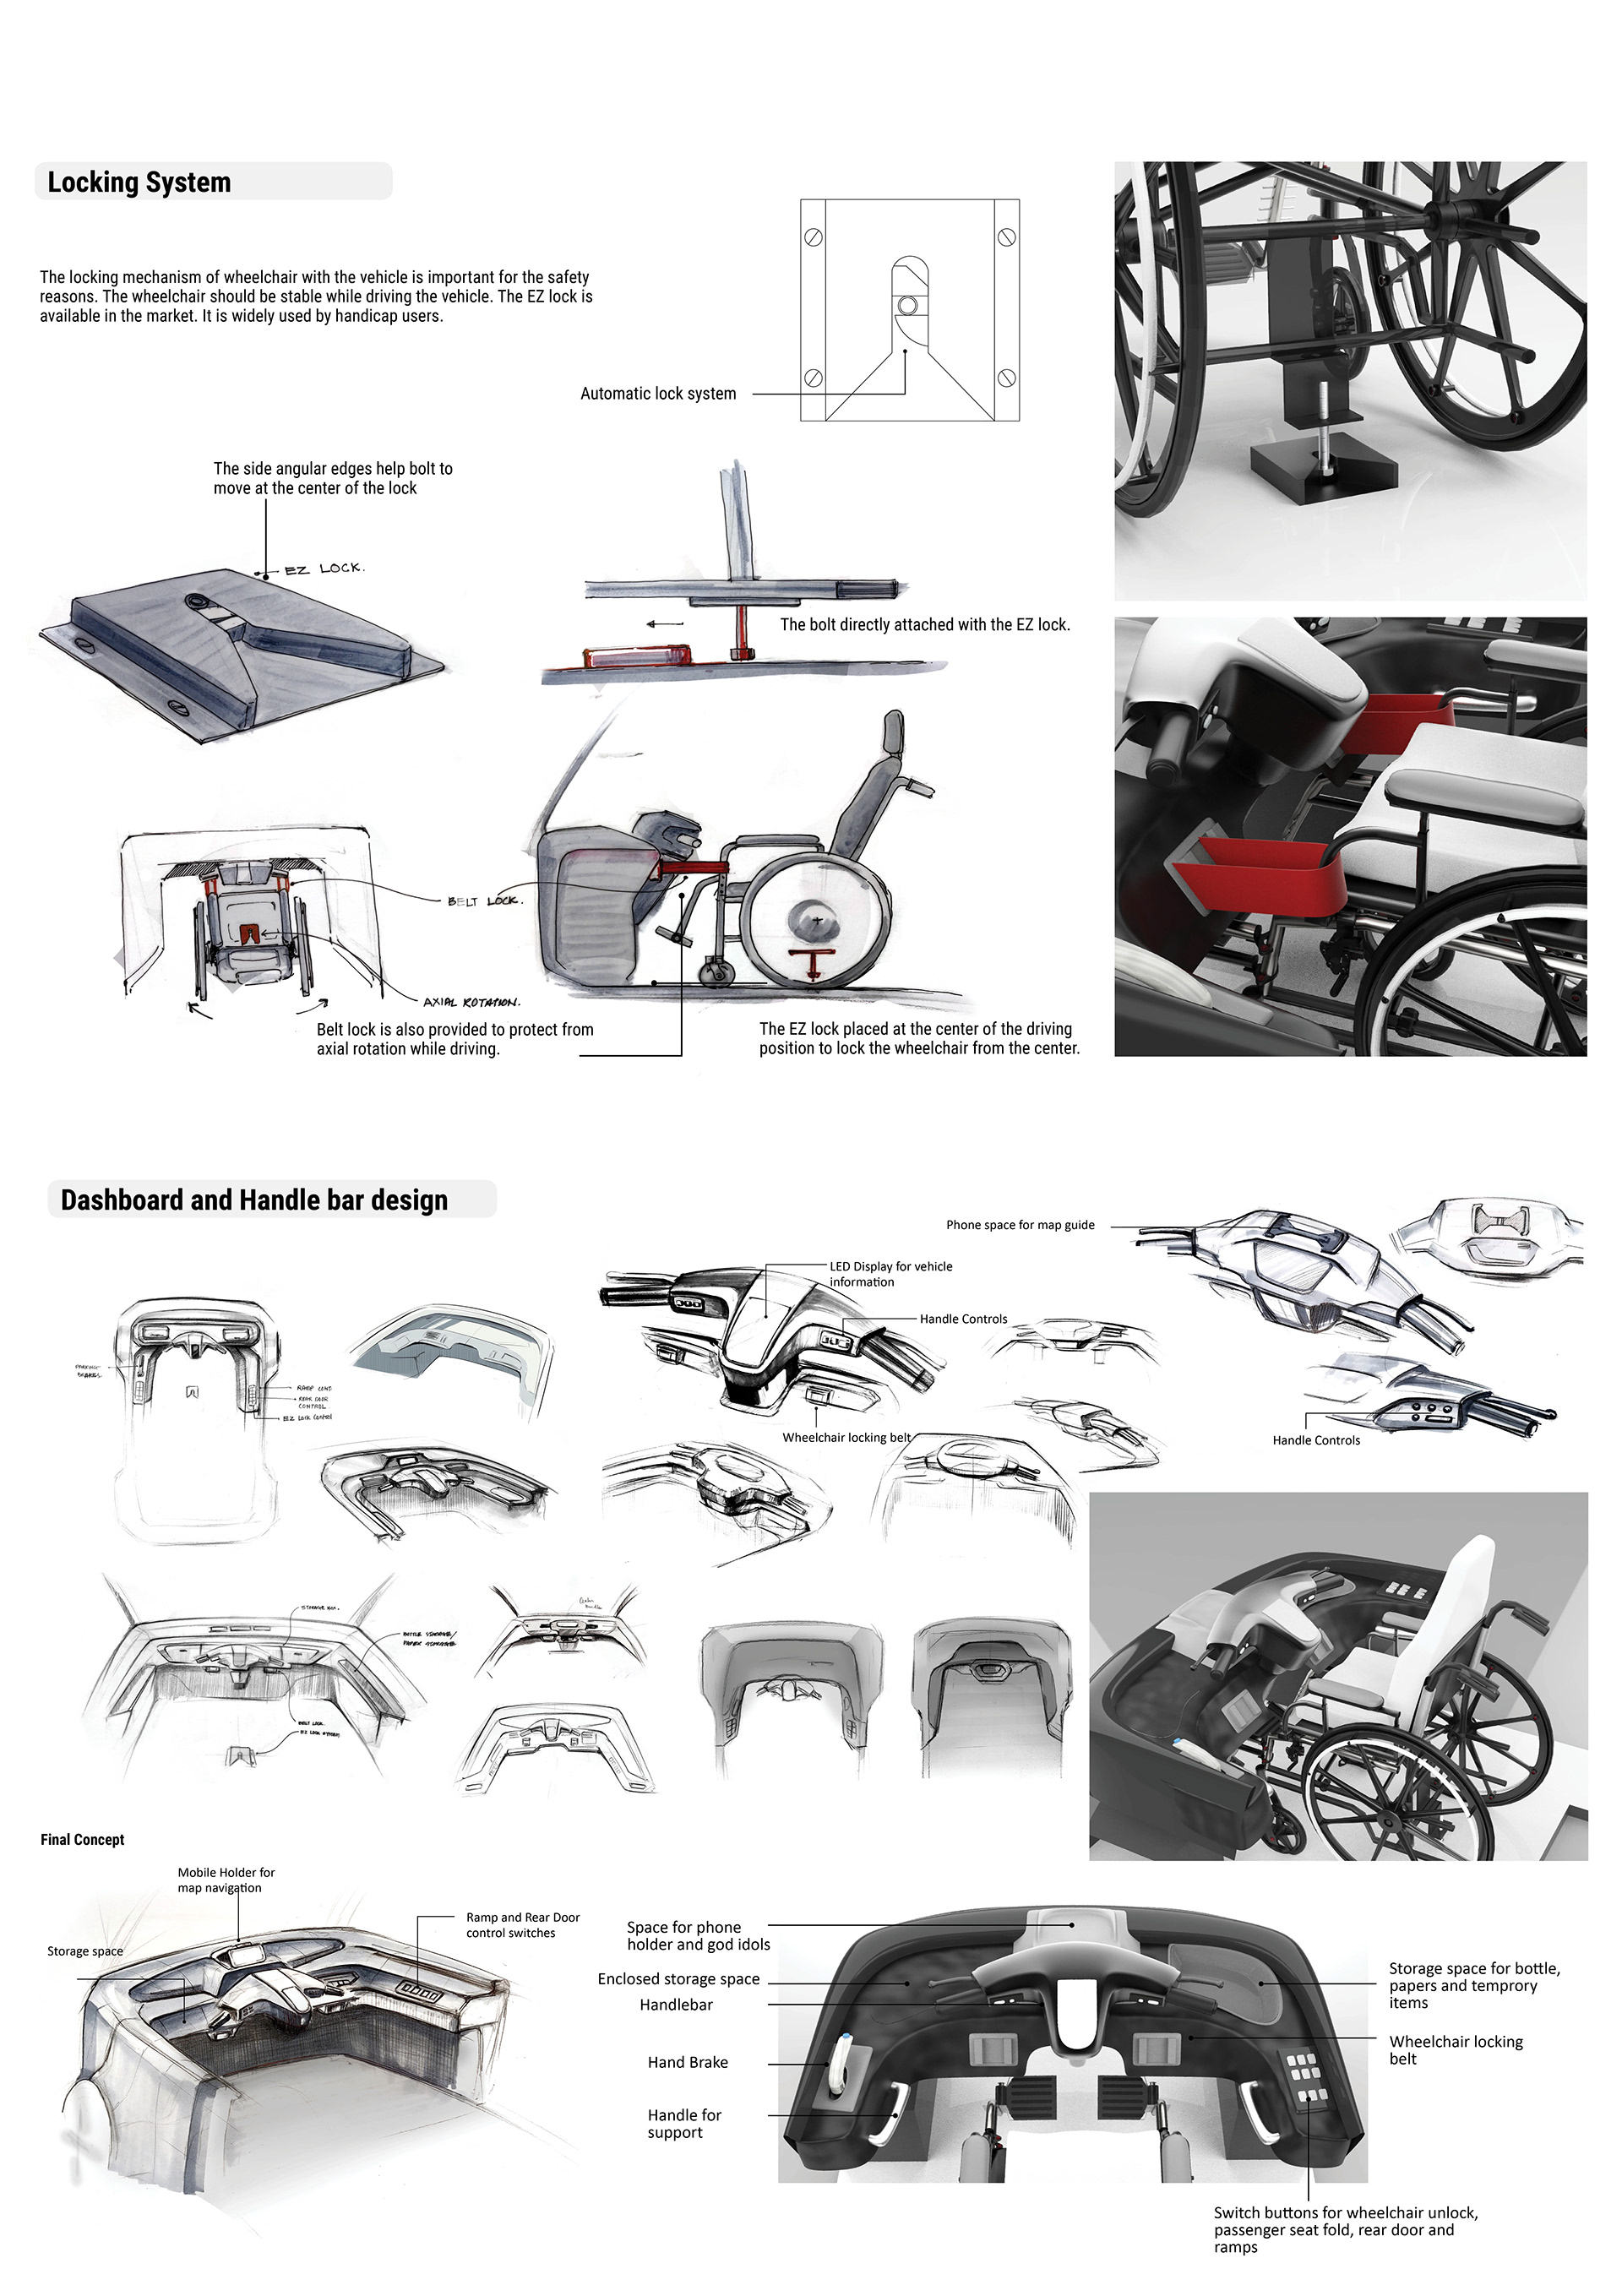 Locking System
The locking mechanism of wheelchair with the vehicle is important for the safety
reasons. The wheelchair should be stable while driving the vehicle. The EZ lock is
available in the market. It is widely used by handicap users.
Automatic lock system
The side angular edges help bolt to
move at the center of the lock
EZ LOCK.
The bolt directly attached with the EZ lock.
BELT LOCK.
AXIAL ROTATION.
Belt lock is also provided to protect from
axial rotation while driving.
The EZ lock placed at the center of the driving
position to lock the wheelchair from the center.
Dashboard and Handle bar design
Phone space for map guide
LED Display for vehicle
information
Handle Controls
PARKING
BRAKES
RAMP CONT
REAR DOOR
CONTROL
EZ Lock Control
Wheelchair locking belt
Handle Controls
STORAGE BOX.
BOTTLE STORAGE/
PAPER STORAGE
BELT LOCK.
EZ LOCK SYSTEM
Final Concept
Mobile Holder for
map navigation
Ramp and Rear Door
control switches
Storage space
Space for phone
holder and god idols
Enclosed storage space
Handlebar
Hand Brake
Handle for
support
Storage space for bottle,
papers and temprory
items
Wheelchair locking
belt
Switch buttons for wheelchair unlock,
passenger seat fold, rear door and
ramps